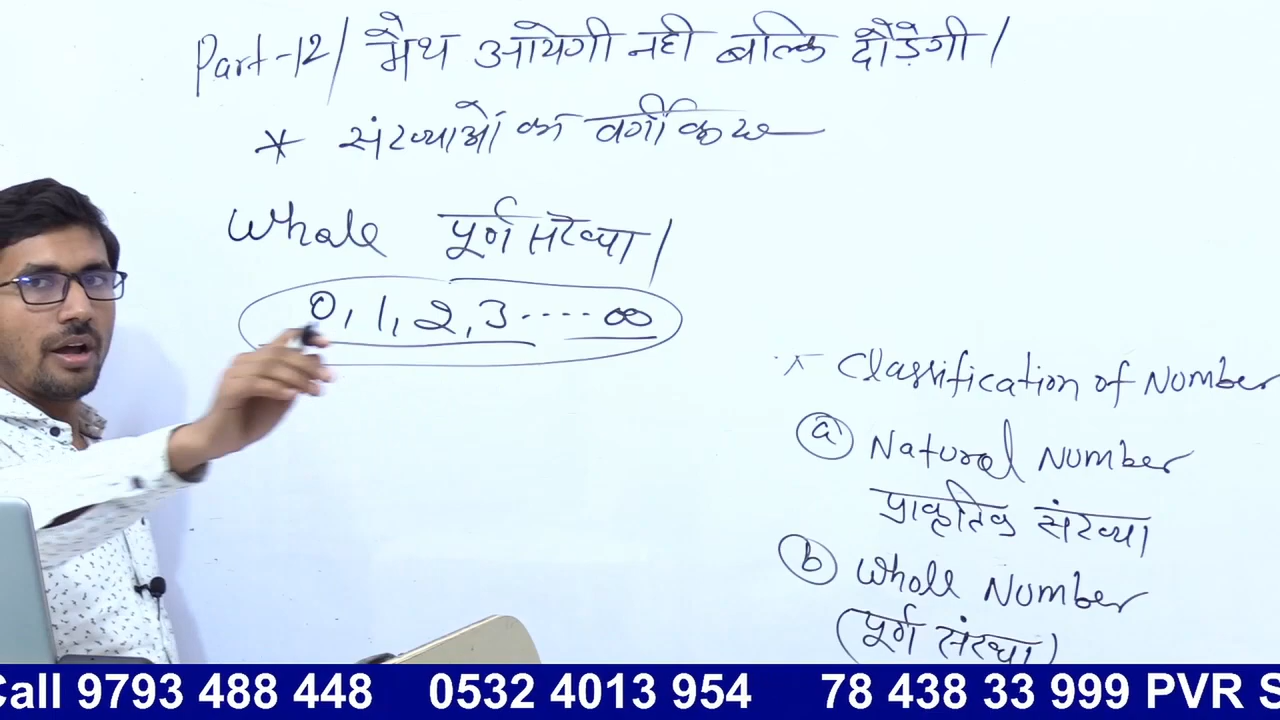 Part-12/ मैथ आयेगी नही बल्कि दौड़ेगी/
* संख्याओं का वर्गीकरण
Whole पूर्ण संख्या/
0, 1, 2, 3 ..... ∞
* Classification of Number
(a) Natural Number
प्राकृतिक संख्या
(b) Whole Number
(पूर्ण संख्या)
Call 9793 488 448 0532 4013 954 78 438 33 999 PVR S